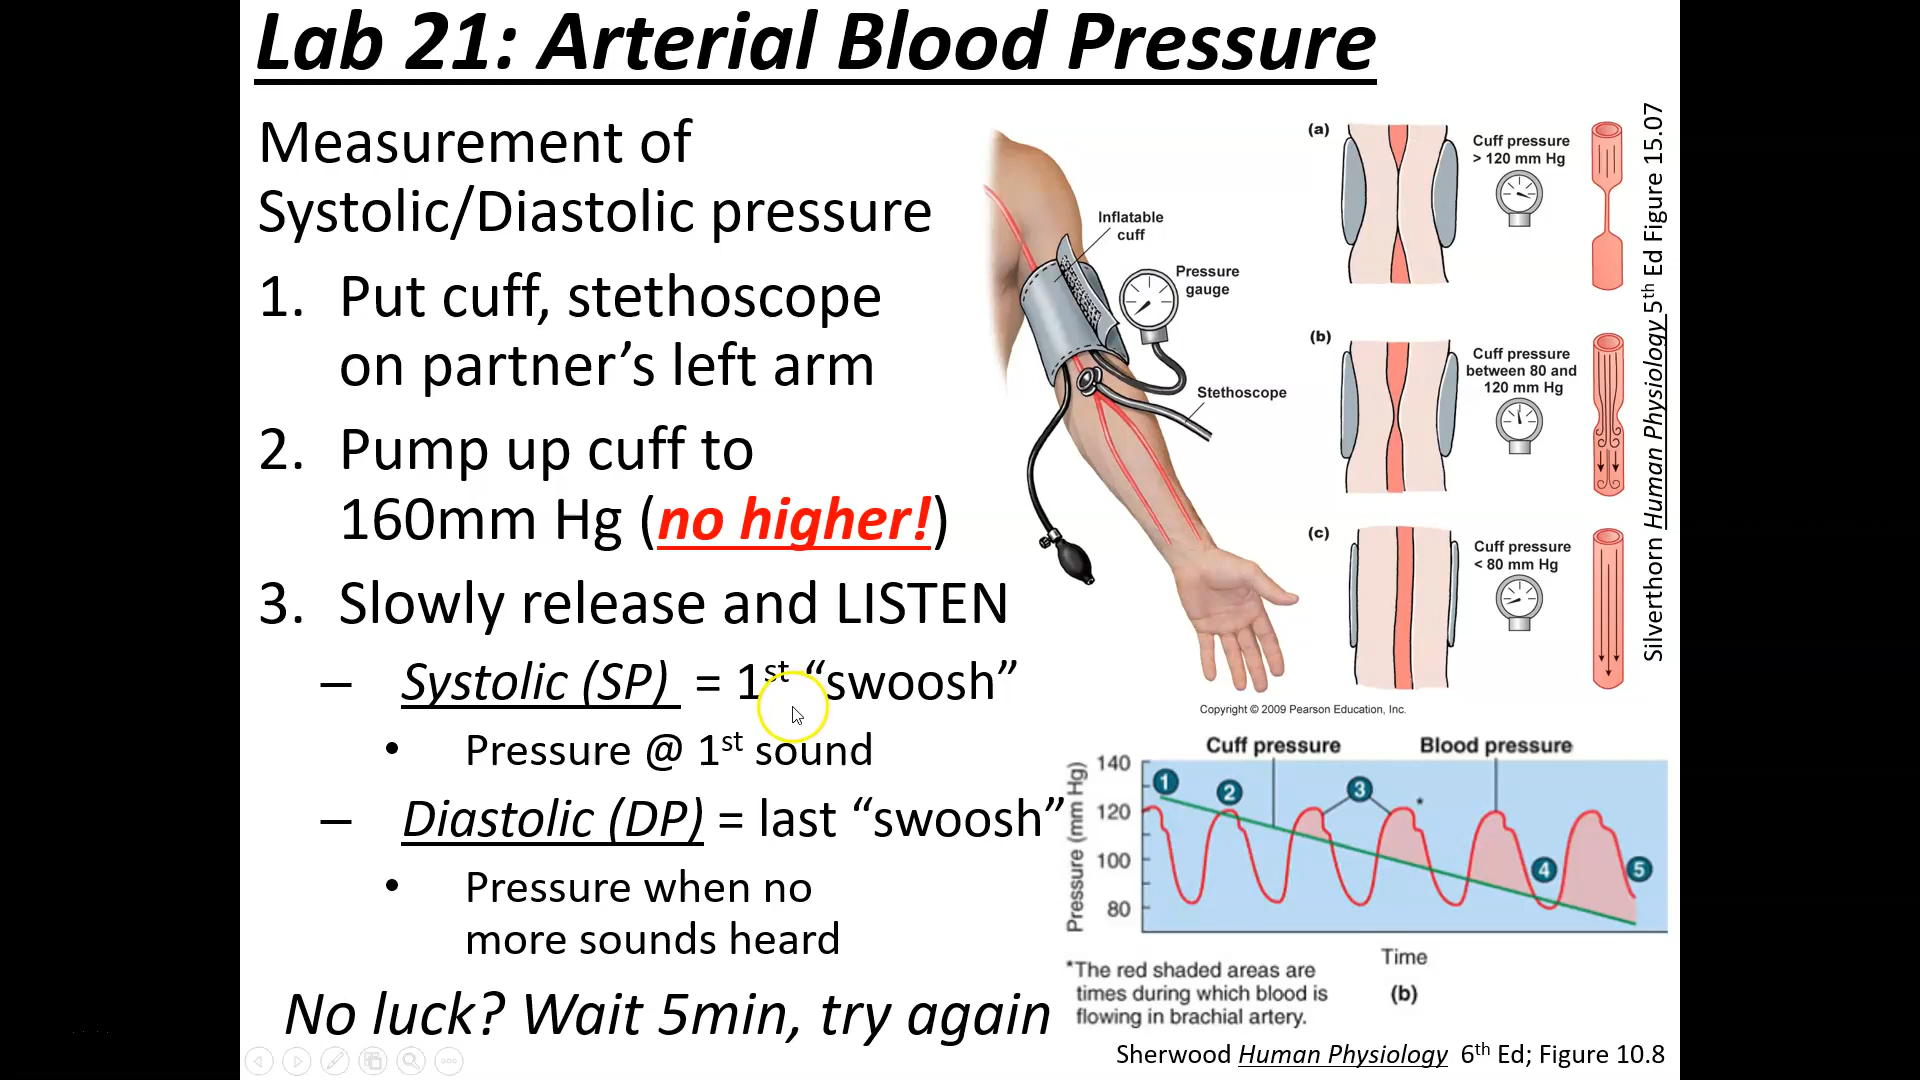 Lab 21: Arterial Blood Pressure
Measurement of
Systolic/Diastolic pressure
1. Put cuff, stethoscope
on partner’s left arm
2. Pump up cuff to
160mm Hg (no higher!)
3. Slowly release and LISTEN
– Systolic (SP) = 1st “swoosh”
• Pressure @ 1st sound
– Diastolic (DP) = last “swoosh”
• Pressure when no
more sounds heard
No luck? Wait 5min, try again
Inflatable
cuff
Pressure
gauge
Stethoscope
(a)
Cuff pressure
> 120 mm Hg
(b)
Cuff pressure
between 80 and
120 mm Hg
(c)
Cuff pressure
< 80 mm Hg
Copyright © 2009 Pearson Education, Inc.
Silverthorn Human Physiology 5th Ed Figure 15.07
Cuff pressure
Blood pressure
Pressure (mm Hg)
140
120
100
80
1
2
3
*
4
5
Time
(b)
*The red shaded areas are
times during which blood is
flowing in brachial artery.
Sherwood Human Physiology 6th Ed; Figure 10.8